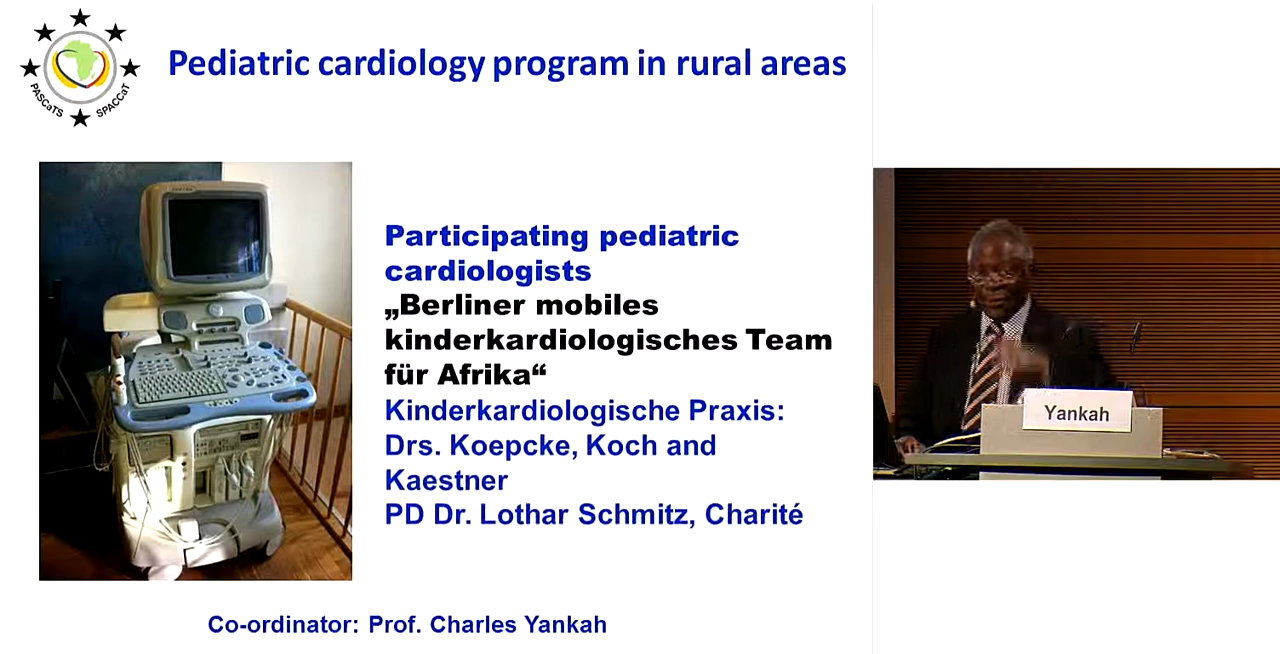 Pediatric cardiology program in rural areas
PASCaTS
SPACCaT
Participating pediatric
cardiologists
„Berliner mobiles
kinderkardiologisches Team
für Afrika“
Kinderkardiologische Praxis:
Drs. Koepcke, Koch and
Kaestner
PD Dr. Lothar Schmitz, Charité
Yankah
Co-ordinator: Prof. Charles Yankah